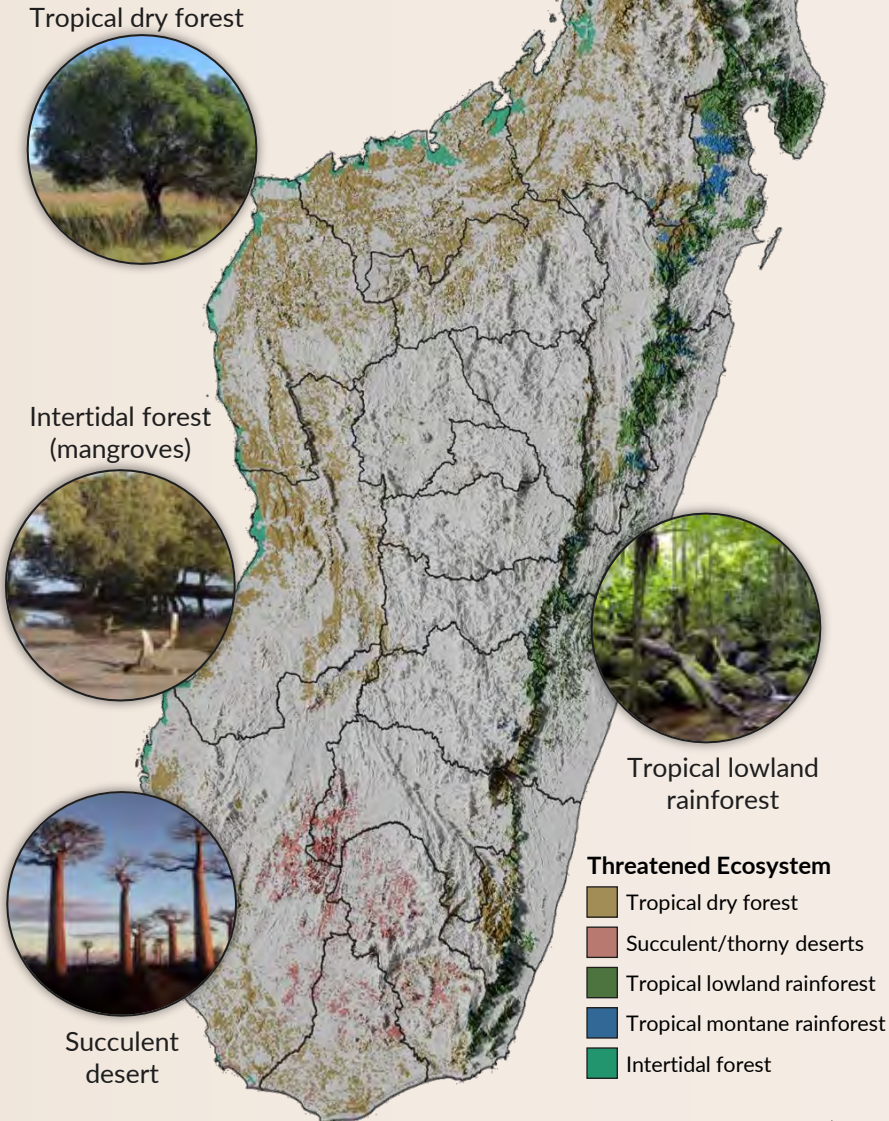 Tropical dry forest
Intertidal forest
(mangroves)
Tropical lowland
rainforest
Succulent
desert
Threatened Ecosystem
Tropical dry forest
Succulent/thorny deserts
Tropical lowland rainforest
Tropical montane rainforest
Intertidal forest